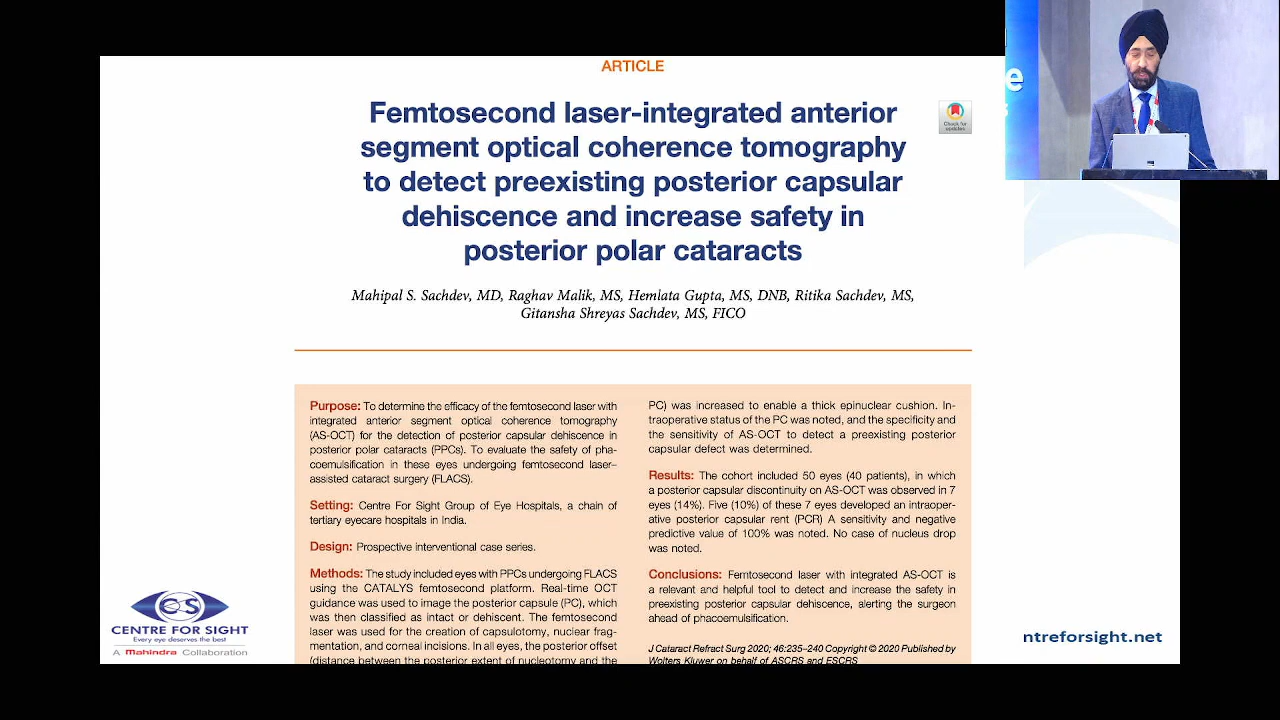 ARTICLE
Femtosecond laser-integrated anterior
segment optical coherence tomography
to detect preexisting posterior capsular
dehiscence and increase safety in
posterior polar cataracts
Check for
updates
Mahipal S. Sachdev, MD, Raghav Malik, MS, Hemlata Gupta, MS, DNB, Ritika Sachdev, MS,
Gitansha Shreyas Sachdev, MS, FICO
Purpose: To determine the efficacy of the femtosecond laser with
integrated anterior segment optical coherence tomography
(AS-OCT) for the detection of posterior capsular dehiscence in
posterior polar cataracts (PPCs). To evaluate the safety of pha-
coemulsification in these eyes undergoing femtosecond laser–
assisted cataract surgery (FLACS).
Setting: Centre For Sight Group of Eye Hospitals, a chain of
tertiary eyecare hospitals in India.
Design: Prospective interventional case series.
Methods: The study included eyes with PPCs undergoing FLACS
using the CATALYS femtosecond platform. Real-time OCT
guidance was used to image the posterior capsule (PC), which
was then classified as intact or dehiscent. The femtosecond
laser was used for the creation of capsulotomy, nuclear frag-
mentation, and corneal incisions. In all eyes, the posterior offset
(distance between the posterior extent of nucleotomy and the
PC) was increased to enable a thick epinuclear cushion. In-
traoperative status of the PC was noted, and the specificity and
the sensitivity of AS-OCT to detect a preexisting posterior
capsular defect was determined.
Results: The cohort included 50 eyes (40 patients), in which
a posterior capsular discontinuity on AS-OCT was observed in 7
eyes (14%). Five (10%) of these 7 eyes developed an intraoper-
ative posterior capsular rent (PCR) A sensitivity and negative
predictive value of 100% was noted. No case of nucleus drop
was noted.
Conclusions: Femtosecond laser with integrated AS-OCT is
a relevant and helpful tool to detect and increase the safety in
preexisting posterior capsular dehiscence, alerting the surgeon
ahead of phacoemulsification.
J Cataract Refract Surg 2020; 46:235–240 Copyright © 2020 Published by
Wolters Kluwer on behalf of ASCRS and ESCRS
CFS
CENTRE FOR SIGHT
Every eye deserves the best
A Mahindra Collaboration
ntreforsight.net
e
s